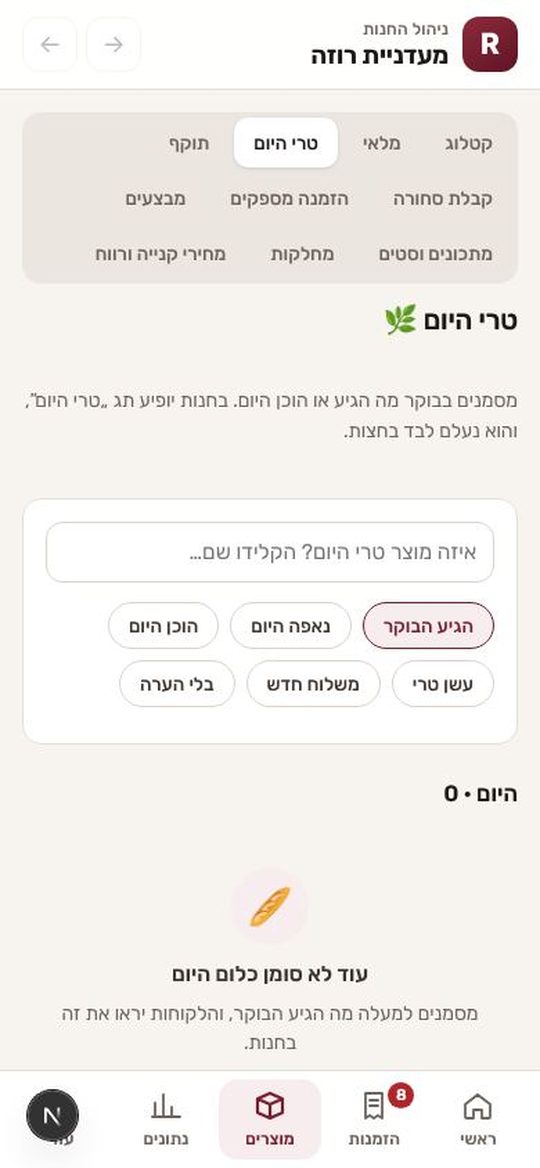 ניהול החנות
מעדניית רוזה
R
קטלוג מלאי טרי היום תוקף
קבלת סחורה הזמנה מספקים מבצעים
מתכונים וסטים מחלקות מחירי קנייה ורווח
טרי היום 🌿
מסמנים בבוקר מה הגיע או הוכן היום. בחנות יופיע תג „טרי היום”,
והוא נעלם לבד בחצות.
איזה מוצר טרי היום? הקלידו שם...
הגיע הבוקר נאפה היום הוכן היום
עשן טרי משלוח חדש בלי הערה
היום • 0
עוד לא סומן כלום היום
מסמנים למעלה מה הגיע הבוקר, והלקוחות יראו את זה
בחנות.
8
ראשי הזמנות מוצרים נתונים
N